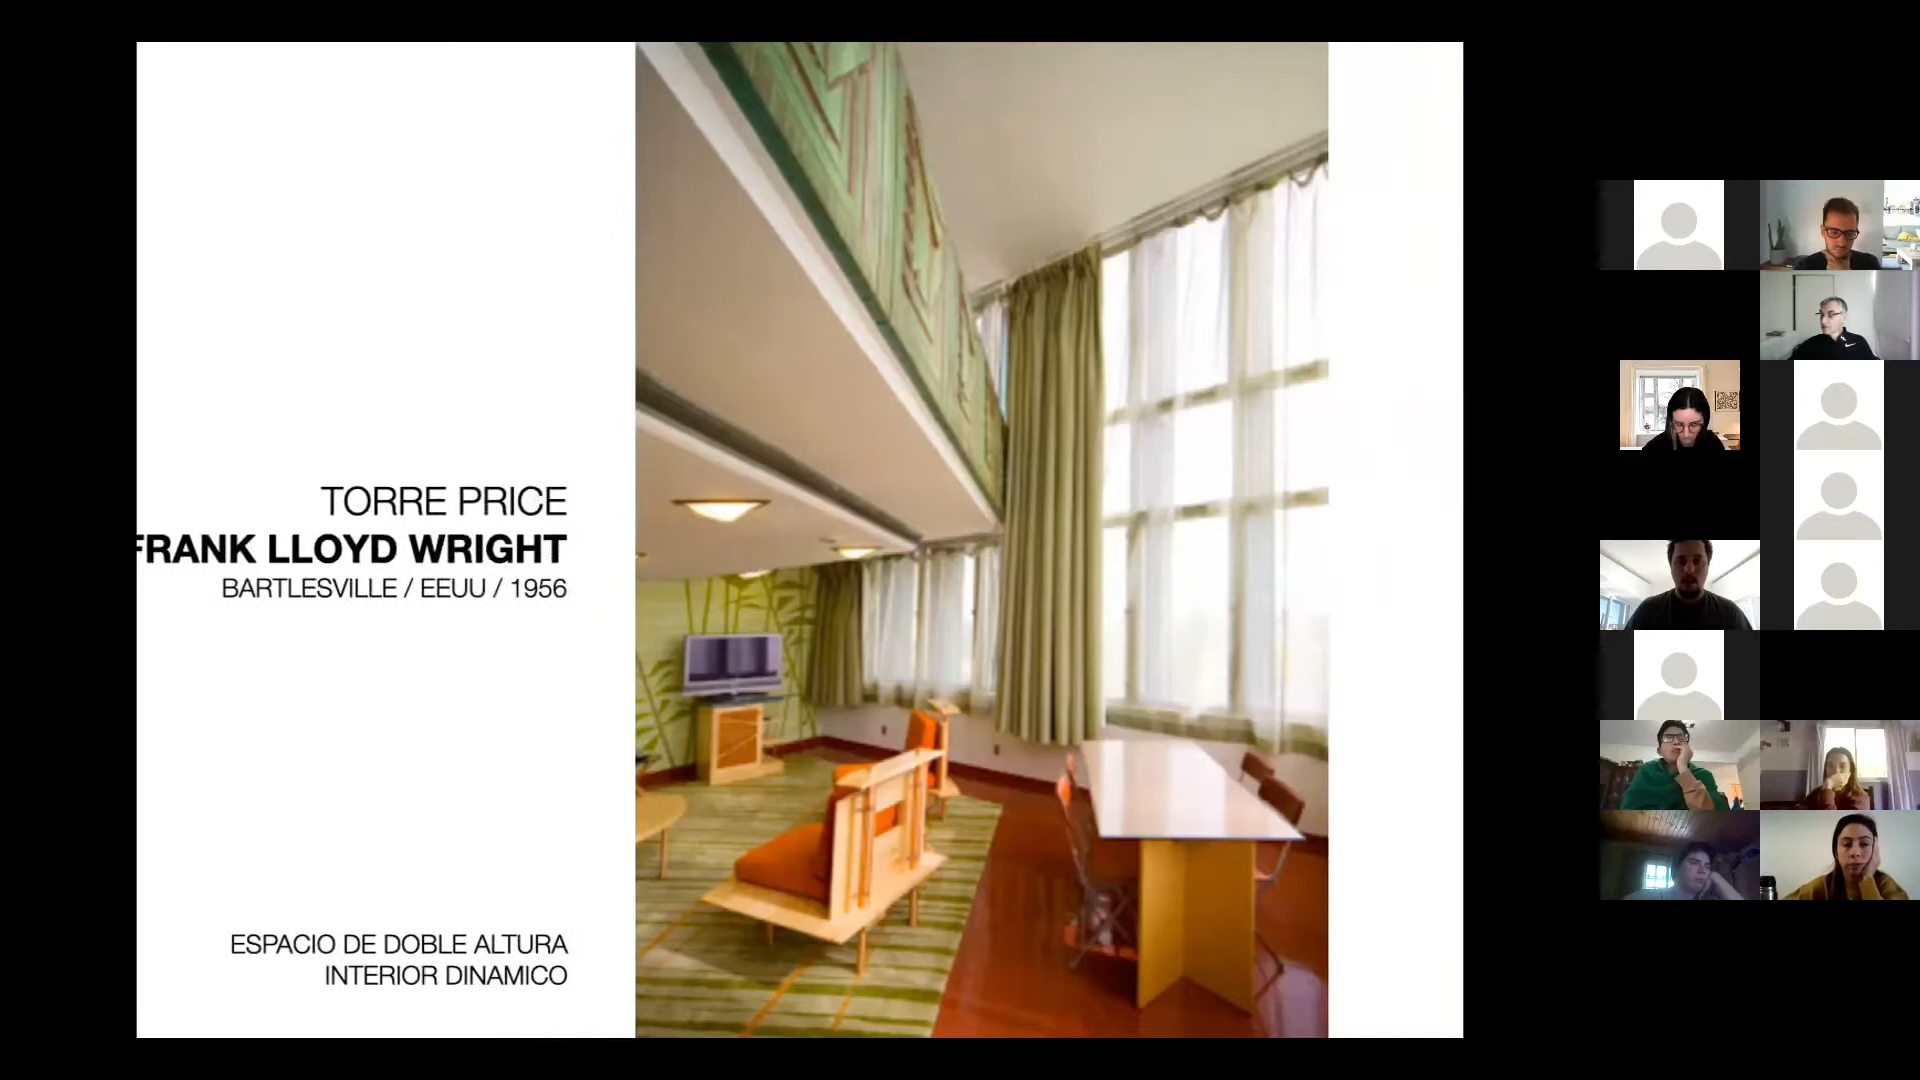 TORRE PRICE
FRANK LLOYD WRIGHT
BARTLESVILLE / EEUU / 1956
ESPACIO DE DOBLE ALTURA
INTERIOR DINAMICO